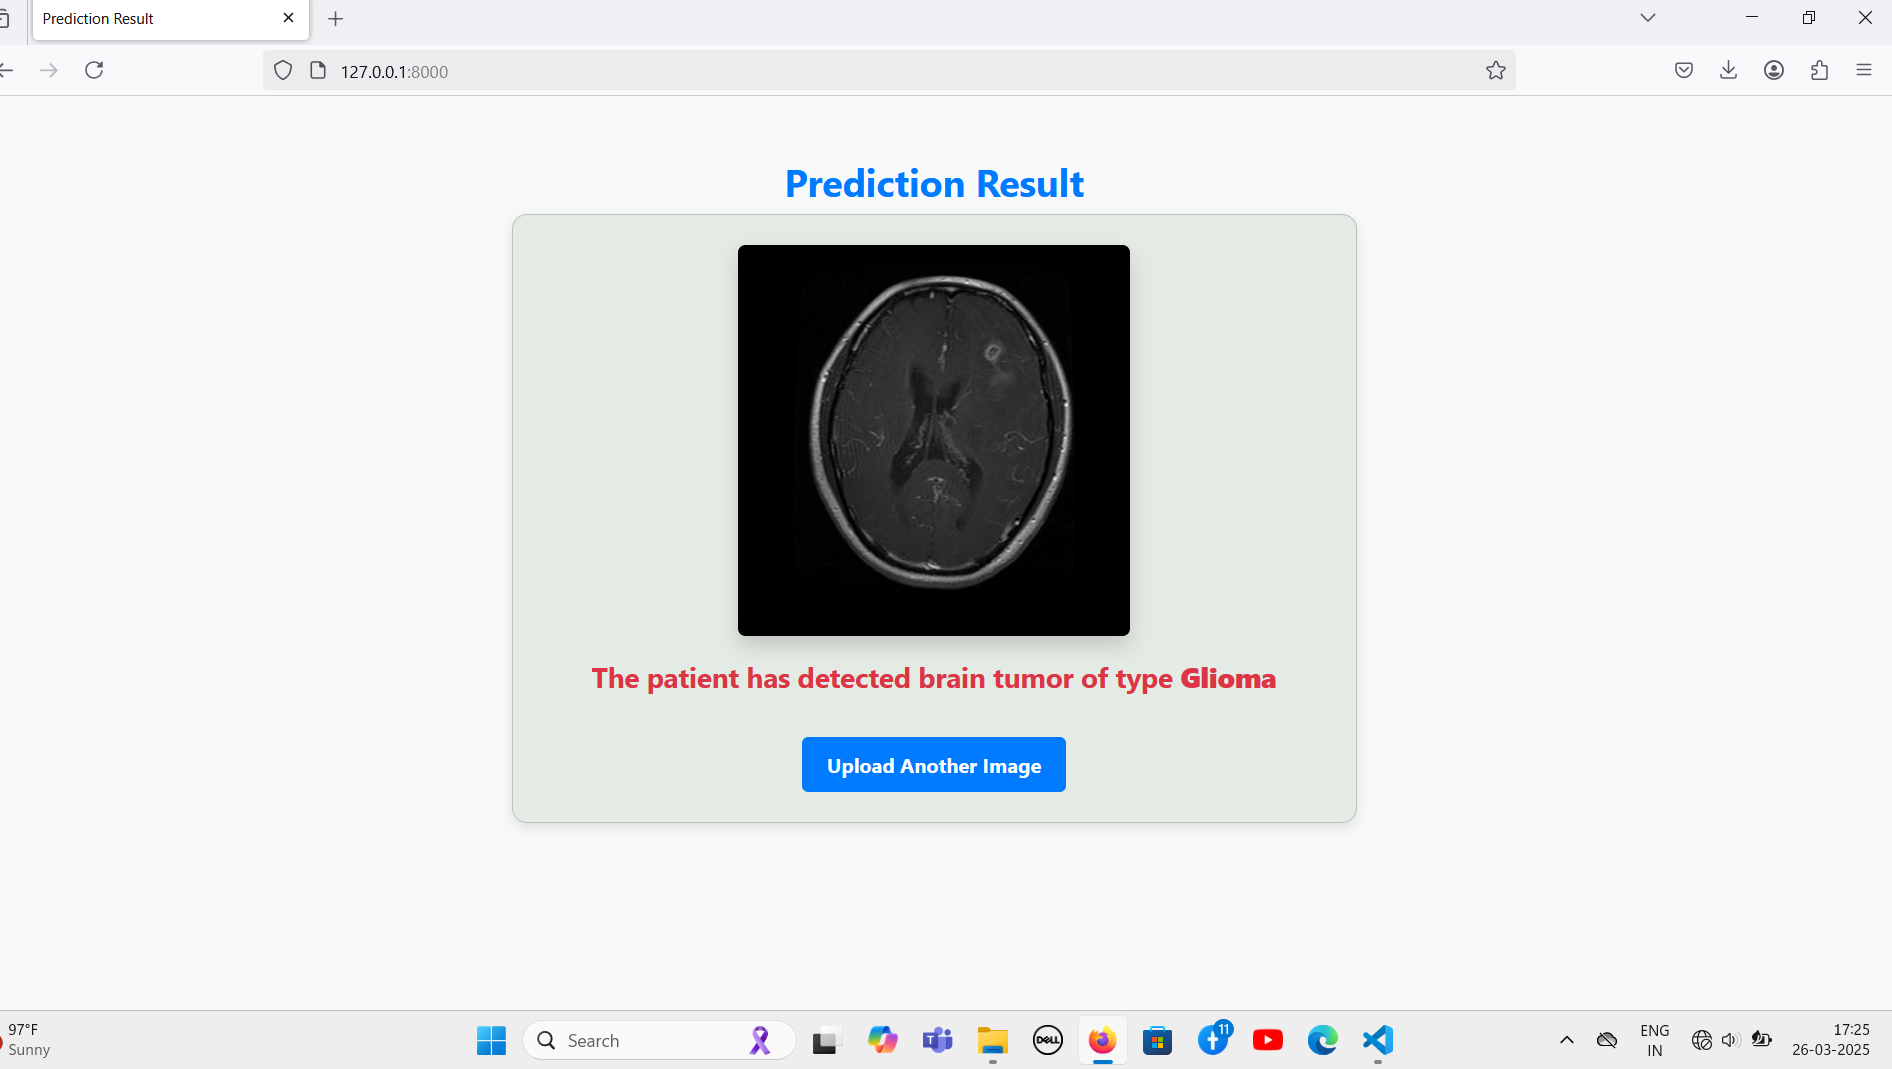 Prediction Result
127.0.0.1:8000
Prediction Result
The patient has detected brain tumor of type Glioma
Upload Another Image
97°F
Sunny
Search
T
DELL
11
ENG
IN
17:25
26-03-2025